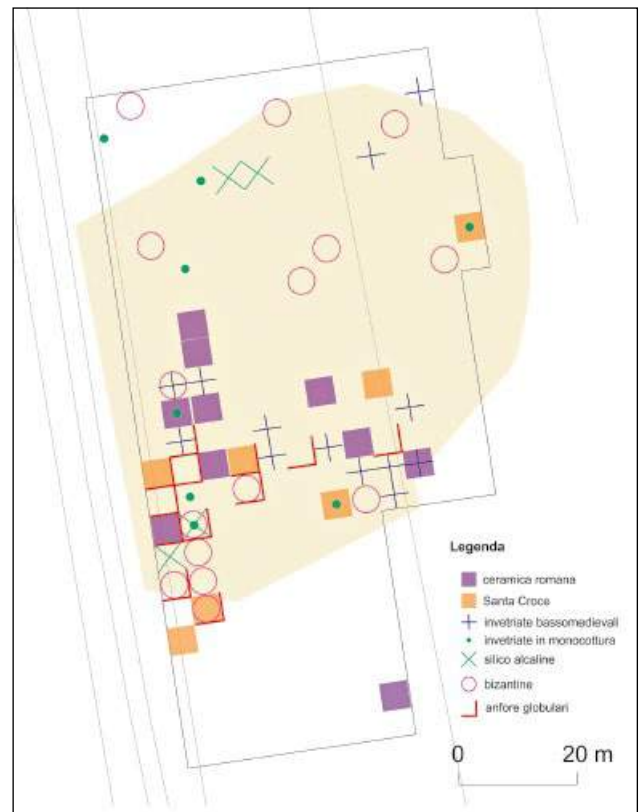 Legenda
ceramica romana
Santa Croce
invetriate bassomedievali
invetriate in monocottura
silico alcaline
bizantine
anfore globulari
0 20 m